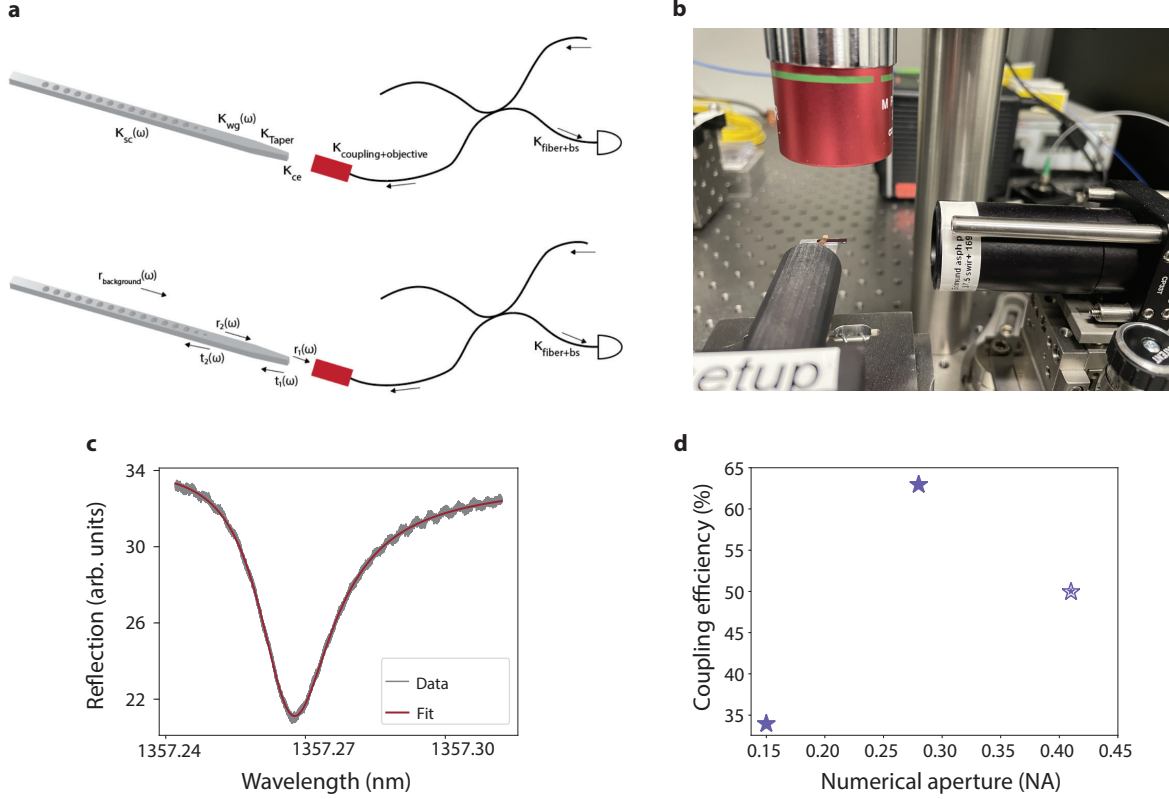 a
K_sc(ω)
K_wg(ω)
K_Taper
K_ce
K_coupling+objective
K_fiber+bs
r_background(ω)
r_2(ω)
t_2(ω)
r_1(ω)
t_1(ω)
K_fiber+bs
b
M P
etup
c
Reflection (arb. units)
34
30
26
22
Data
Fit
1357.24
1357.27
1357.30
Wavelength (nm)
d
Coupling efficiency (%)
65
60
55
50
45
40
35
0.15
0.20
0.25
0.30
0.35
0.40
0.45
Numerical aperture (NA)